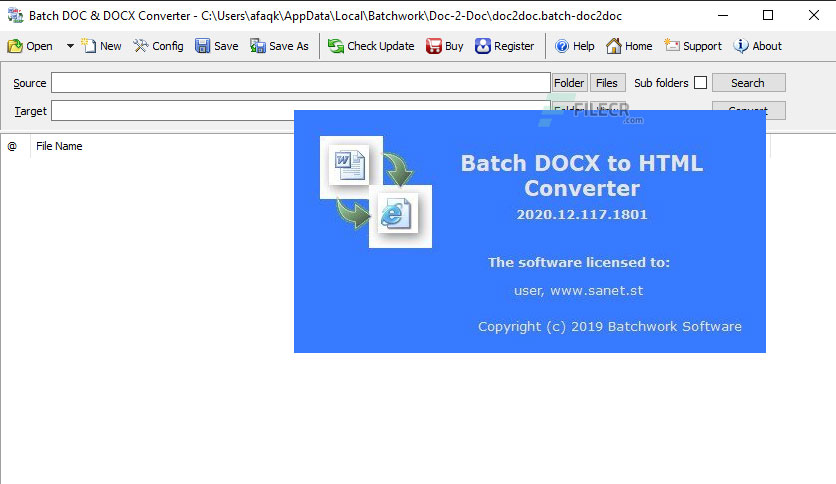 Batch DOC & DOCX Converter - C:\Users\afaqk\AppData\Local\Batchwork\Doc-2-Doc\doc2doc.batch-doc2doc
Open New Config Save Save As Check Update Buy Register Help Home Support About
Source Folder Files Sub folders Search
Target Folder View Convert
FILECR
.com
@ File Name
W
Batch DOCX to HTML
Converter
2020.12.117.1801
The software licensed to:
user, www.sanet.st
Copyright (c) 2019 Batchwork Software